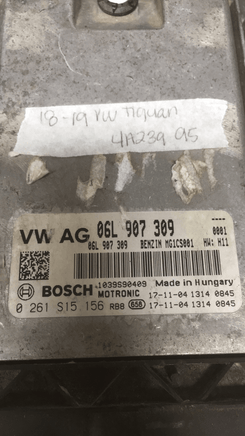 18-19 VW Tiguan
4A239 95
VW AG 06L 907 309 0001
06L 907 309 BENZIN MG1CS001 HW: H11
BOSCH 1039S90409 Made in Hungary
MOTRONIC 17-11-04 1314 0845
0 261 S15 156 RB8 658 17-11-04 1314 0845